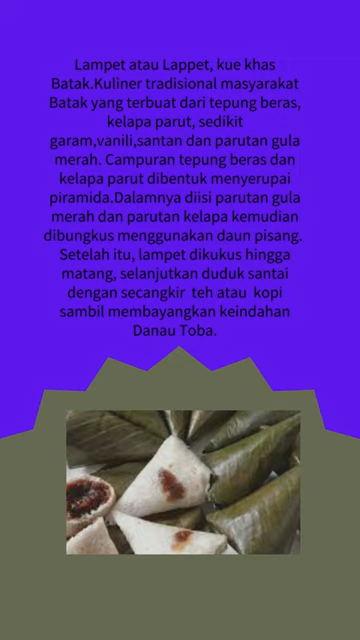 Lampet atau Lappet, kue khas
Batak.Kuliner tradisional masyarakat
Batak yang terbuat dari tepung beras,
kelapa parut, sedikit
garam,vanili,santan dan parutan gula
merah. Campuran tepung beras dan
kelapa parut dibentuk menyerupai
piramida.Dalamnya diisi parutan gula
merah dan parutan kelapa kemudian
dibungkus menggunakan daun pisang.
Setelah itu, lampet dikukus hingga
matang, selanjutkan duduk santai
dengan secangkir teh atau kopi
sambil membayangkan keindahan
Danau Toba.